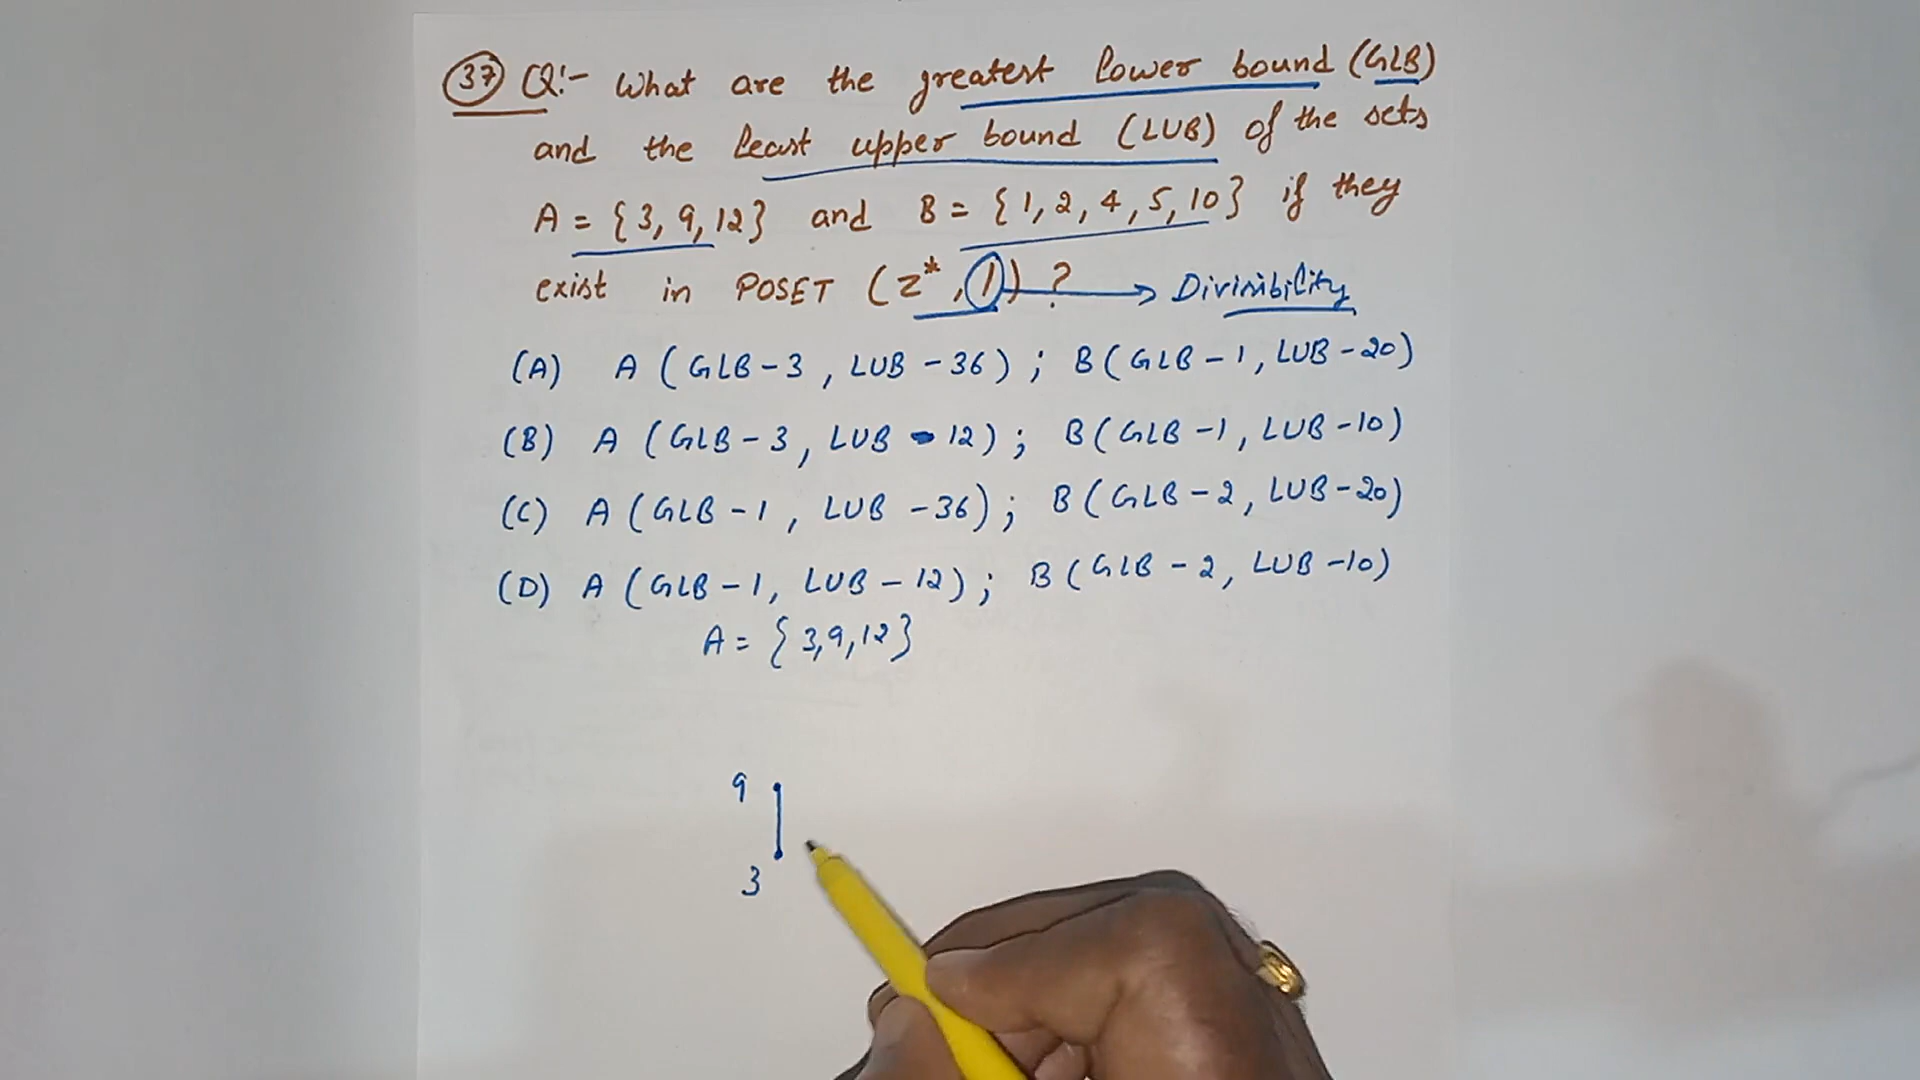 37 Q:- What are the greatest lower bound (GLB)
and the least upper bound (LUB) of the sets
A = {3, 9, 12} and B = {1, 2, 4, 5, 10} if they
exist in POSET (z*, |) ? → Divisibility
(A) A (GLB - 3, LUB - 36) ; B (GLB - 1, LUB - 20)
(B) A (GLB - 3, LUB - 12) ; B (GLB - 1, LUB - 10)
(C) A (GLB - 1, LUB - 36) ; B (GLB - 2, LUB - 20)
(D) A (GLB - 1, LUB - 12) ; B (GLB - 2, LUB - 10)
A = {3, 9, 12}
9
3